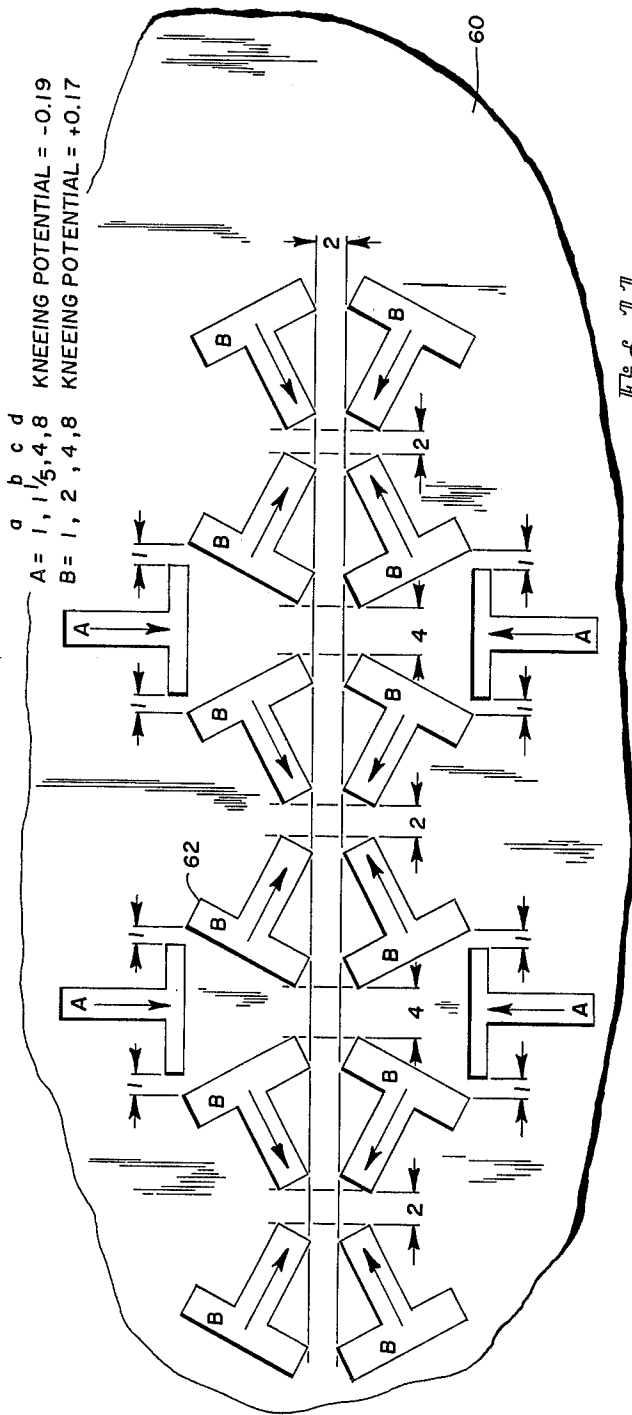 a b c d
A = 1, 1 1/5, 4, 8 KNEEING POTENTIAL = -0.19
B = 1, 2, 4, 8 KNEEING POTENTIAL = +0.17
A
A
1
1
1
1
B
B
62
B
B
B
B
2
2
4
2
4
2
B
B
B
B
B
B
1
1
1
1
A
A
60